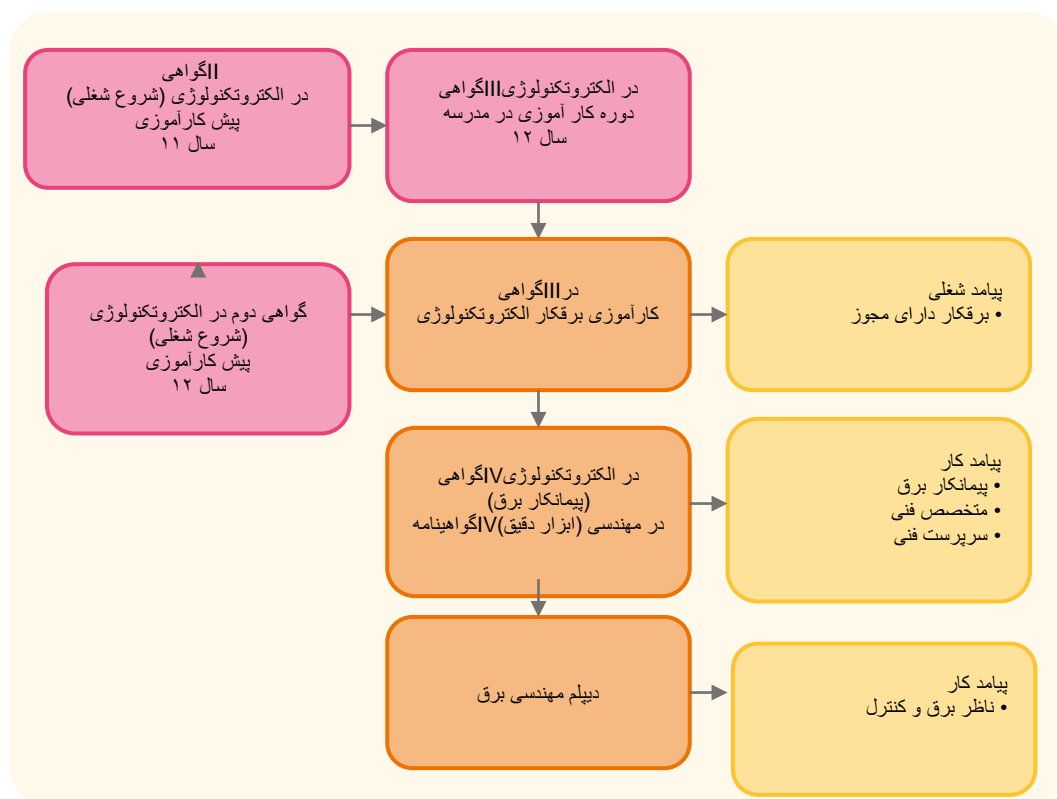 IIگواهی
در الکتروتکنولوژی (شروع شغلی)
پیش کارآموزی
سال ۱۱
در الکتروتکنولوژیIIIگواهی
دوره کار آموزی در مدرسه
سال ۱۲
گواهی دوم در الکتروتکنولوژی
(شروع شغلی)
پیش کارآموزی
سال ۱۲
درIIIگواهی
کارآموزی برقکار الکتروتکنولوژی
پیامد شغلی
• برقکار دارای مجوز
در الکتروتکنولوژیIVگواهی
(پیمانکار برق)
در مهندسی (ابزار دقیق)IVگواهینامه
پیامد کار
• پیمانکار برق
• متخصص فنی
• سرپرست فنی
دیپلم مهندسی برق
پیامد کار
• ناظر برق و کنترل